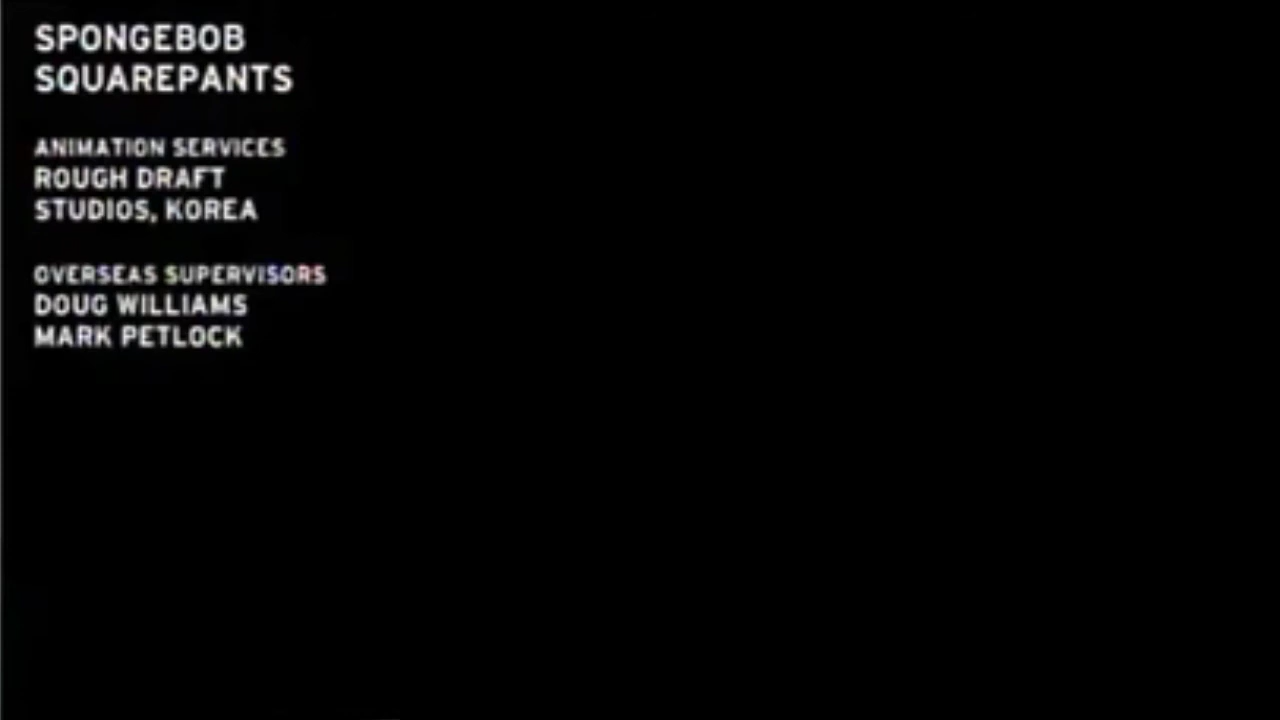 SPONGEBOB
SQUAREPANTS
ANIMATION SERVICES
ROUGH DRAFT
STUDIOS, KOREA
OVERSEAS SUPERVISORS
DOUG WILLIAMS
MARK PETLOCK